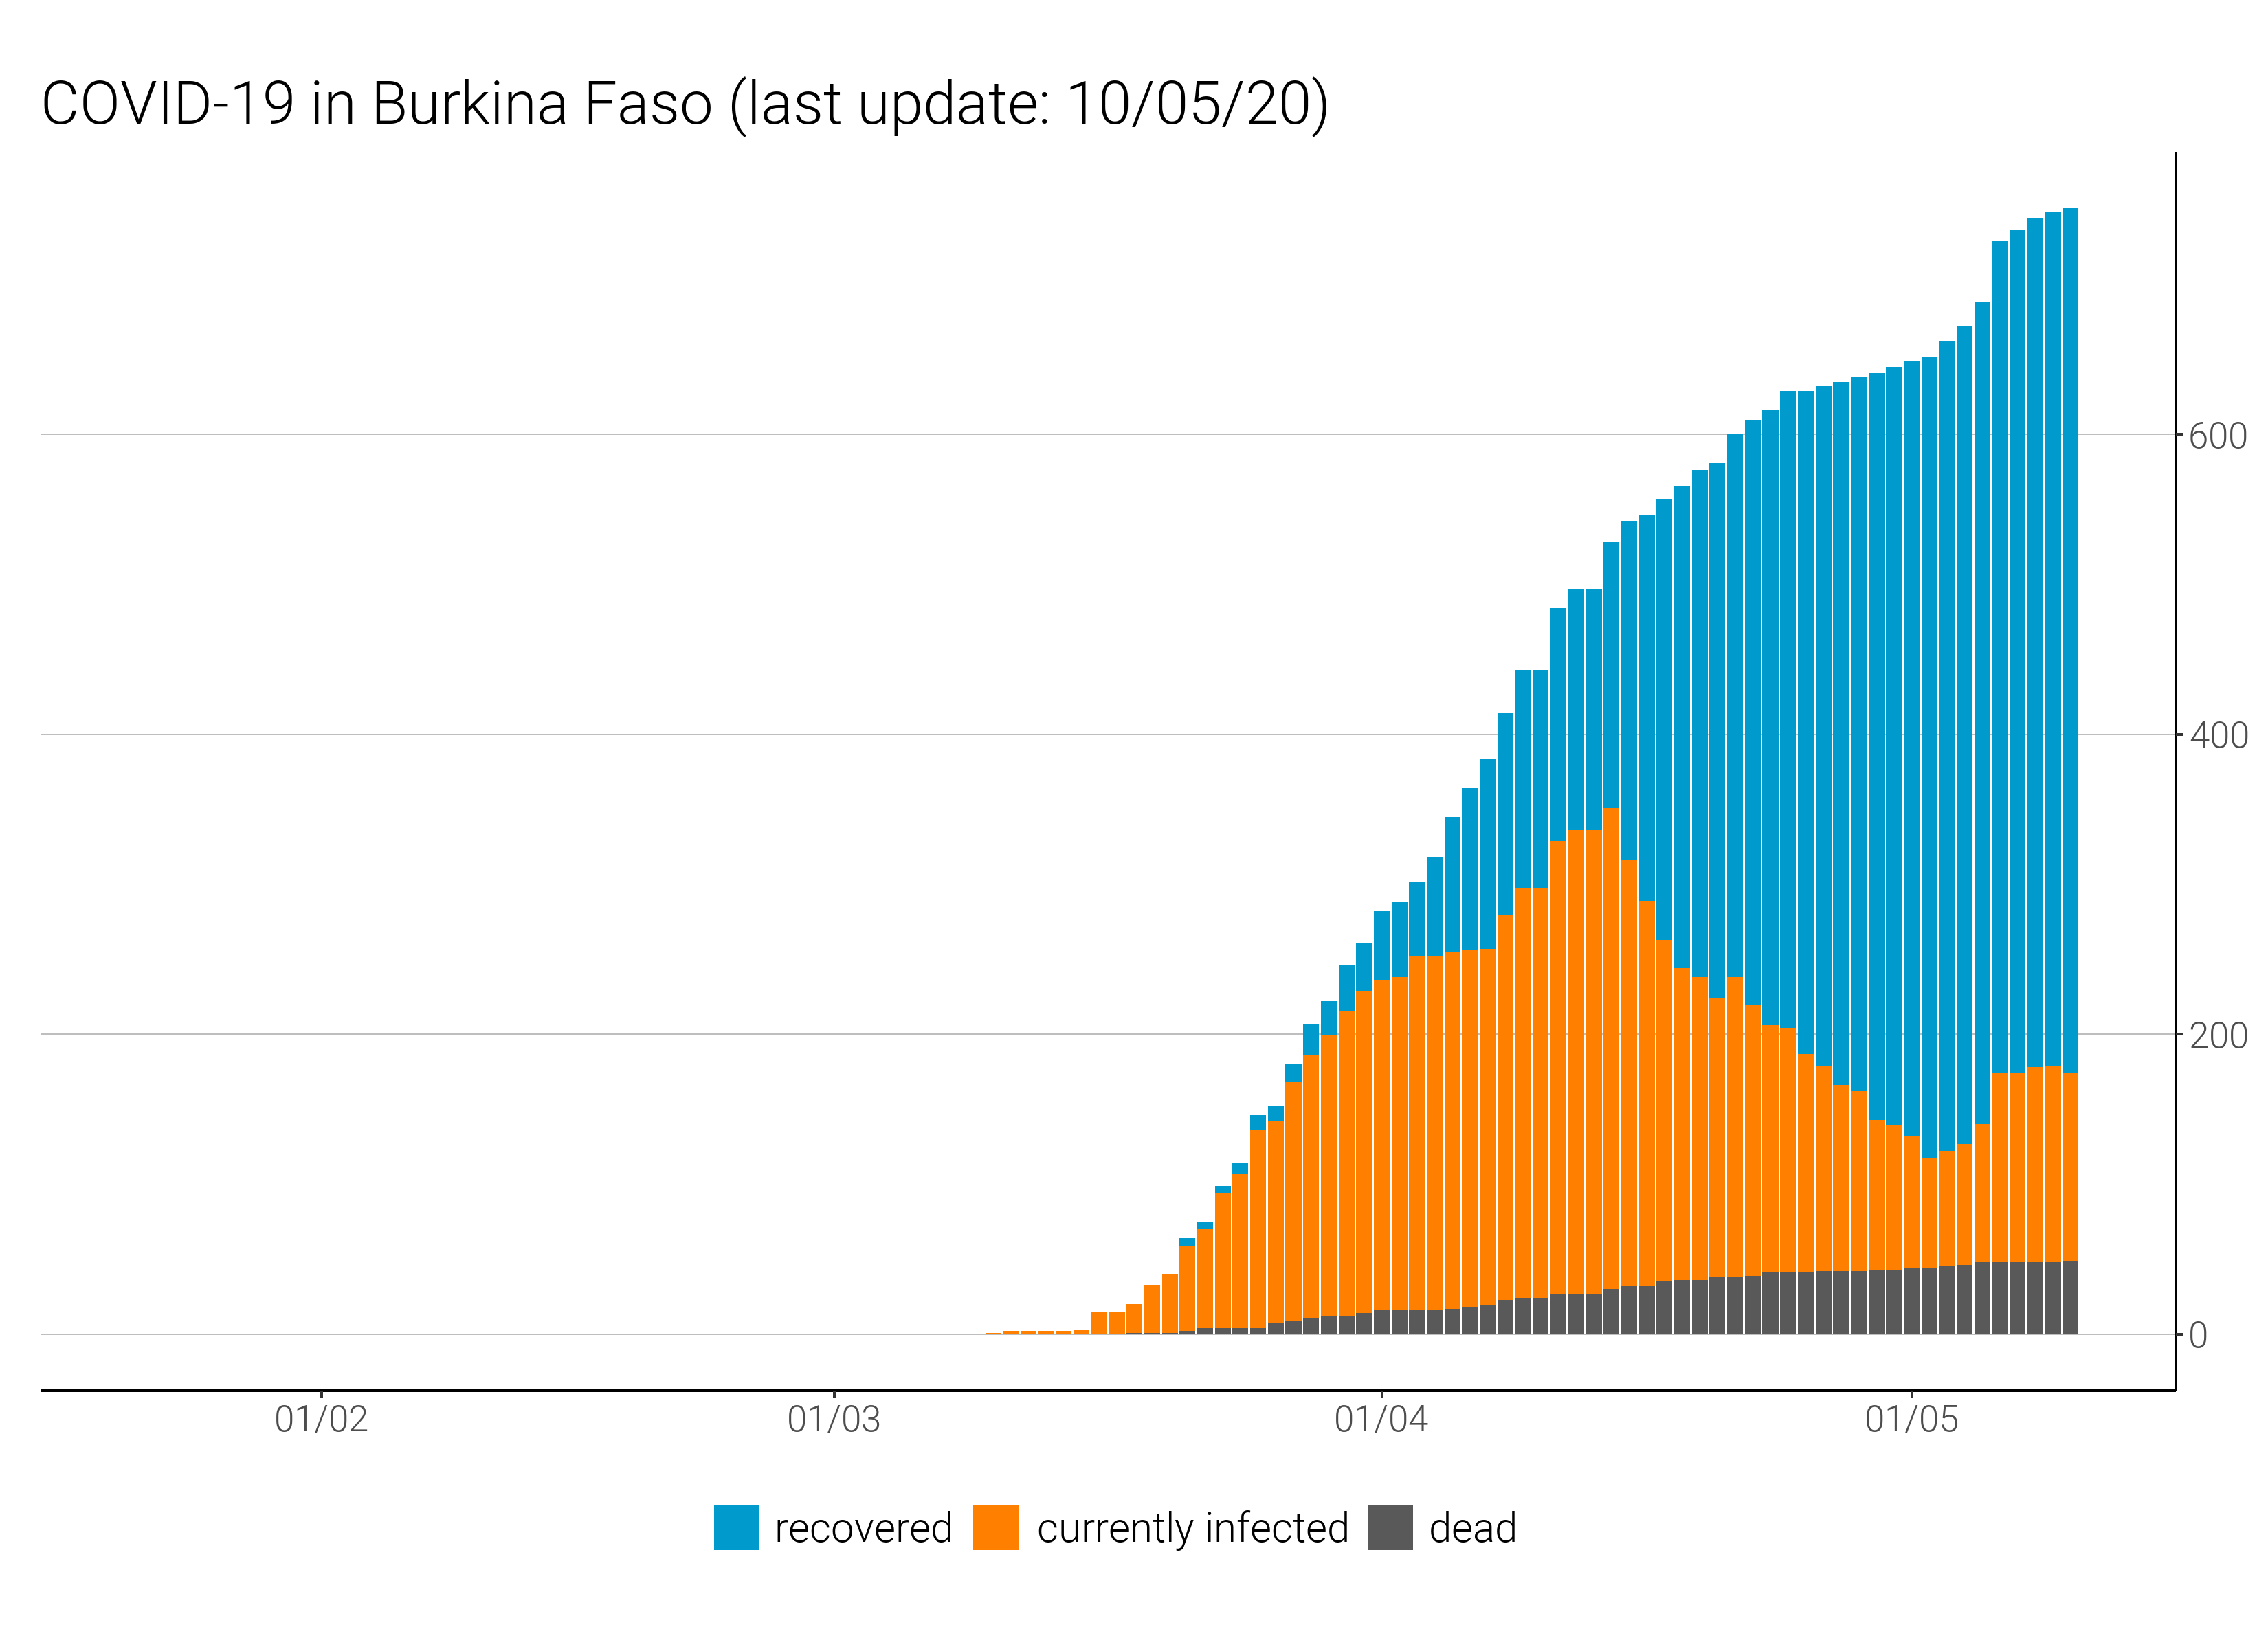 COVID-19 in Burkina Faso (last update: 10/05/20)
600
400
200
0
01/02 01/03 01/04 01/05
recovered currently infected dead